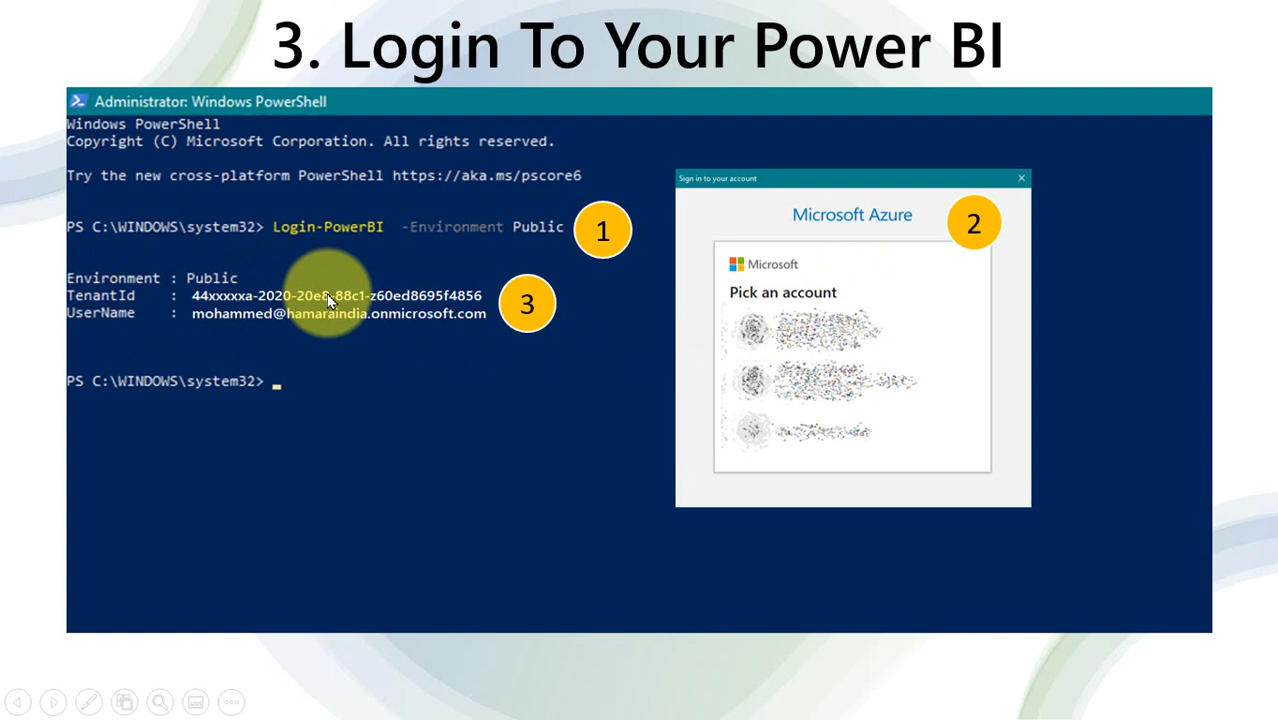 3. Login To Your Power BI
Administrator: Windows PowerShell
Windows PowerShell
Copyright (C) Microsoft Corporation. All rights reserved.
Try the new cross-platform PowerShell https://aka.ms/pscore6
PS C:\WINDOWS\system32> Login-PowerBI -Environment Public
1
Environment : Public
TenantId : 44xxxxxa-2020-20e8-88c1-z60ed8695f4856
UserName : mohammed@hamaraindia.onmicrosoft.com
3
PS C:\WINDOWS\system32>
Sign in to your account
Microsoft Azure
2
Microsoft
Pick an account